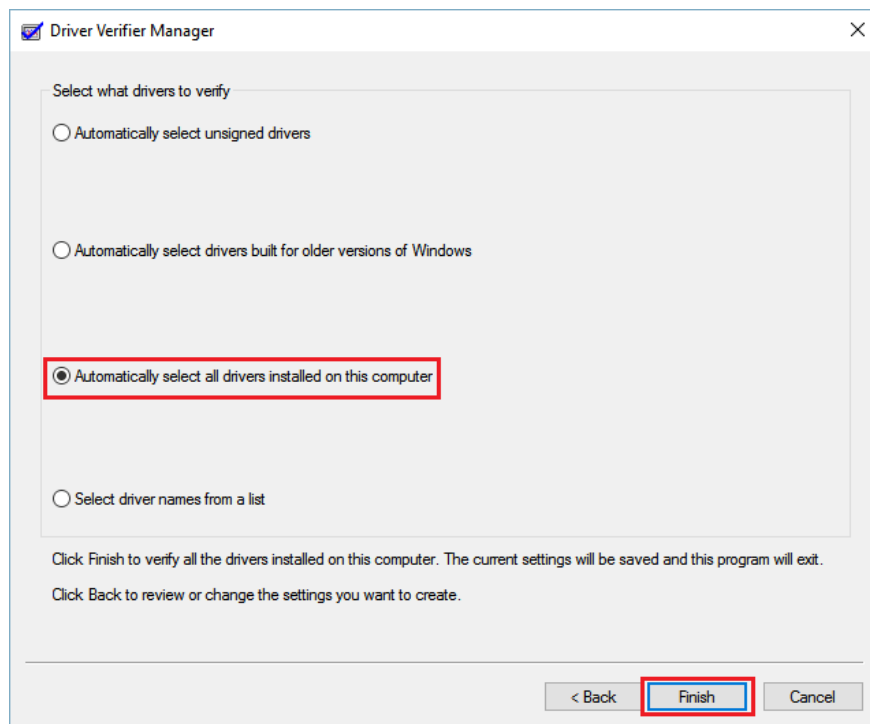 Driver Verifier Manager
Select what drivers to verify
Automatically select unsigned drivers
Automatically select drivers built for older versions of Windows
Automatically select all drivers installed on this computer
Select driver names from a list
Click Finish to verify all the drivers installed on this computer. The current settings will be saved and this program will exit.
Click Back to review or change the settings you want to create.
< Back Finish Cancel